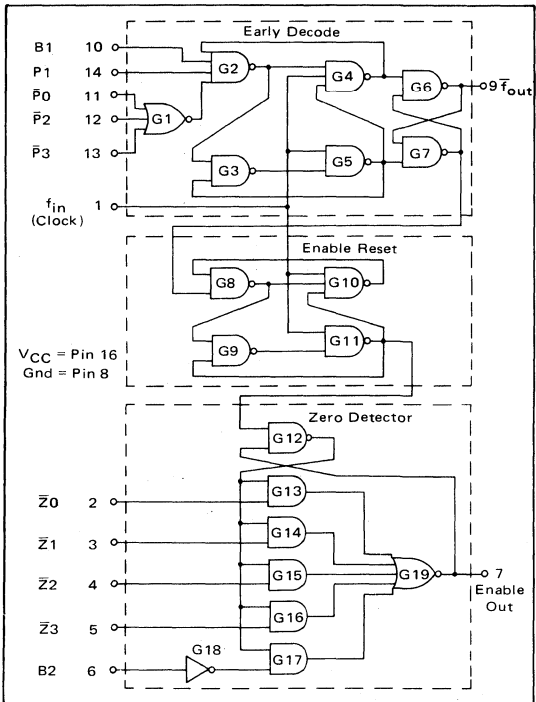 Early Decode
B1 10
P1 14
P̅0 11
P̅2 12
P̅3 13
G1
G2
G3
G4
G5
G6
G7
9 f̅out
fin 1
(Clock)
Enable Reset
G8
G9
G10
G11
VCC = Pin 16
Gnd = Pin 8
Zero Detector
G12
Z̅0 2
G13
Z̅1 3
G14
Z̅2 4
G15
Z̅3 5
G16
B2 6
G18
G17
G19
7
Enable
Out